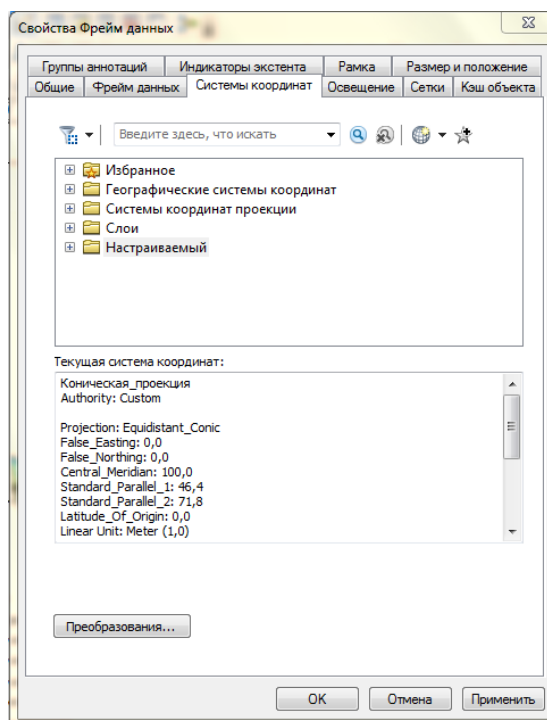 Свойства Фрейм данных
Группы аннотаций Индикаторы экстента Рамка Размер и положение
Общие Фрейм данных Системы координат Освещение Сетки Кэш объекта
Введите здесь, что искать
Избранное
Географические системы координат
Системы координат проекции
Слои
Настраиваемый
Текущая система координат:
Коническая_проекция
Authority: Custom
Projection: Equidistant_Conic
False_Easting: 0,0
False_Northing: 0,0
Central_Meridian: 100,0
Standard_Parallel_1: 46,4
Standard_Parallel_2: 71,8
Latitude_Of_Origin: 0,0
Linear Unit: Meter (1,0)
Преобразования...
OK Отмена Применить